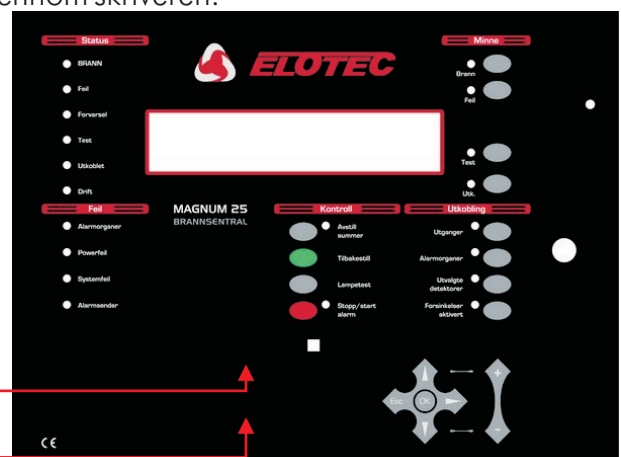 skriveren.
Status
BRANN
Feil
Forvarsel
Test
Utkoblet
Drift
ELOTEC
Minne
Brann
Feil
Test
Utk.
Feil
Alarmorganer
Powerfeil
Systemfeil
Alarmsender
MAGNUM 25
BRANNSENTRAL
Kontroll
Avstill
summer
Tilbakestill
Lampetest
Stopp/start
alarm
Utkobling
Utganger
Alarmorganer
Utvalgte
detektorer
Forsinkelser
aktivert
Esc
OK
+
-
CE